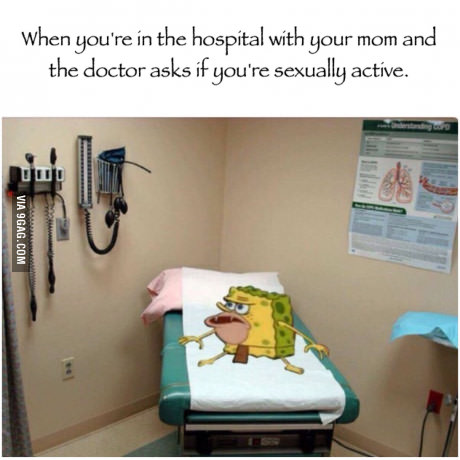 When you're in the hospital with your mom and
the doctor asks if you're sexually active.
VIA 9GAG.COM
Understanding COPD